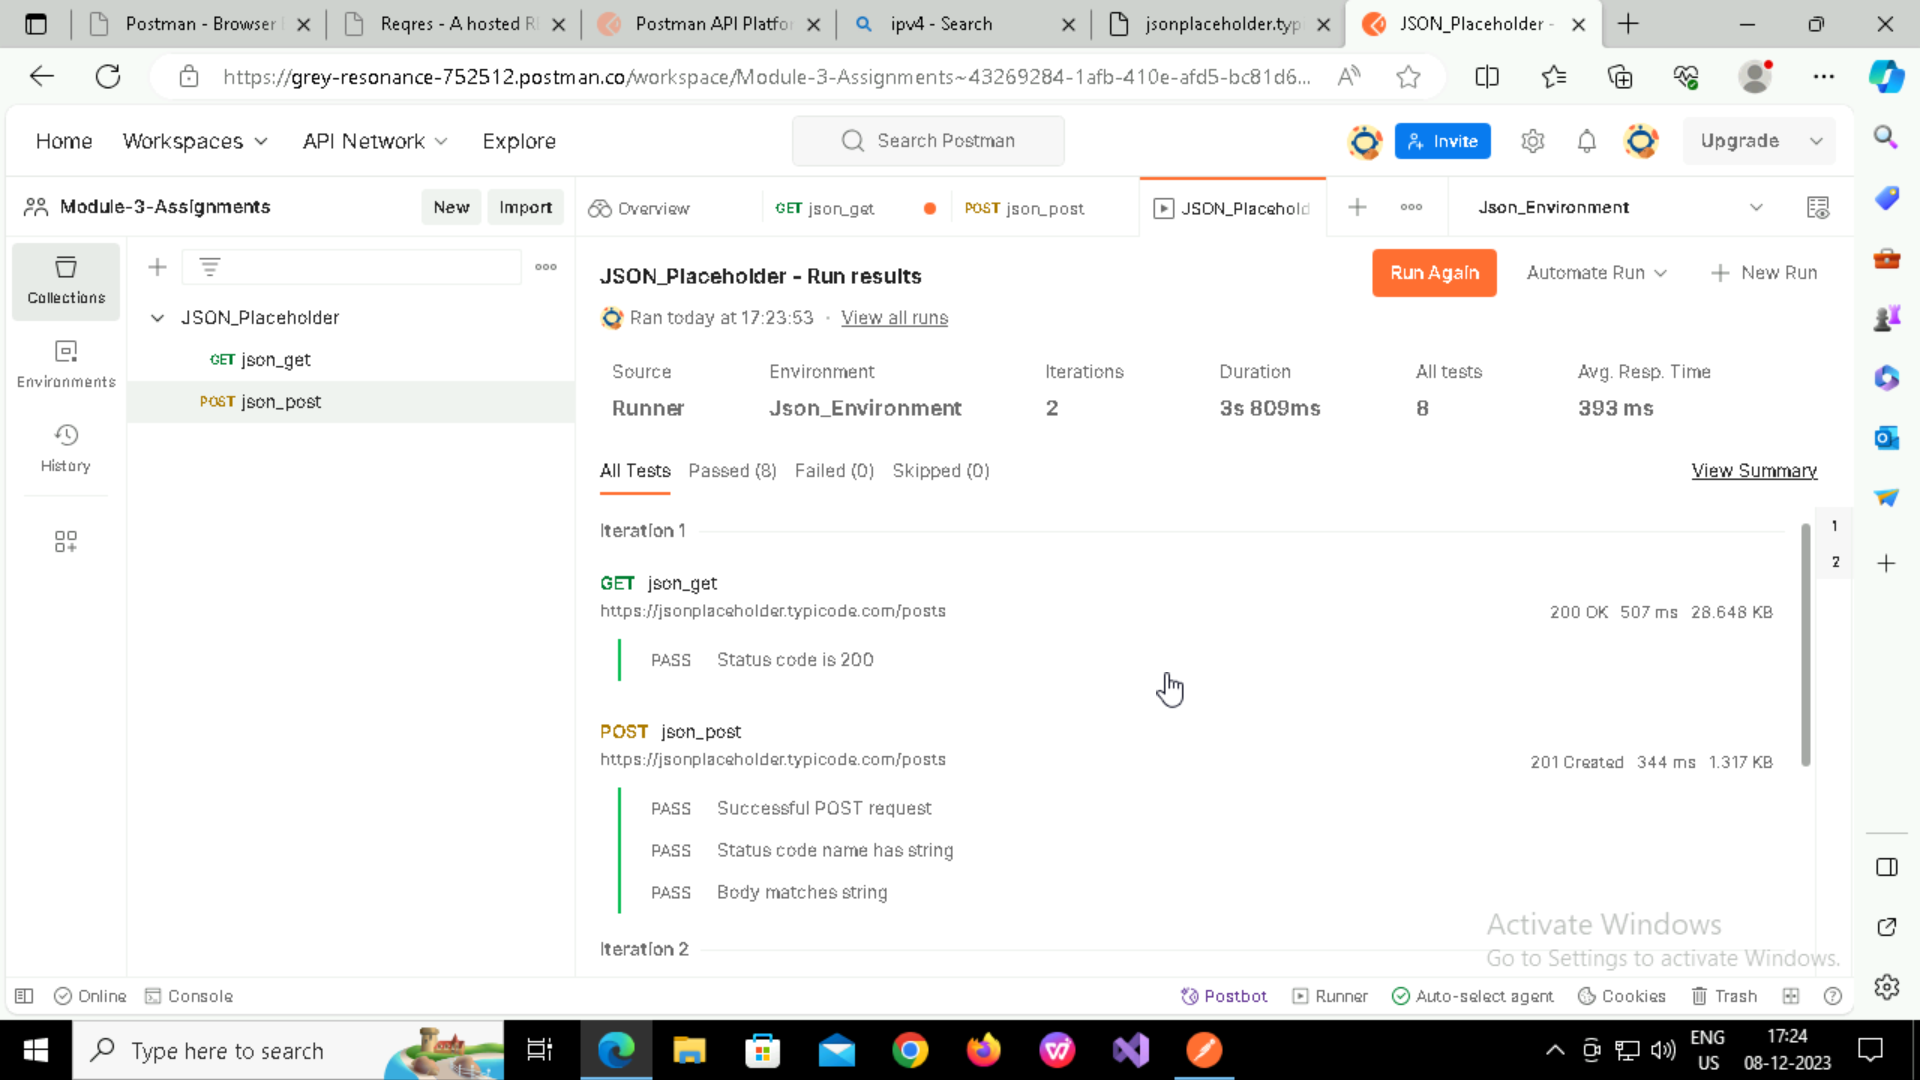 Postman - Browser
Reqres - A hosted R
Postman API Platfo
ipv4 - Search
jsonplaceholder.typ
JSON_Placeholder -
https://grey-resonance-752512.postman.co/workspace/Module-3-Assignments~43269284-1afb-410e-afd5-bc81d6...
Home
Workspaces
API Network
Explore
Search Postman
Invite
Upgrade
Module-3-Assignments
New
Import
Overview
GET json_get
POST json_post
JSON_Placehold
Json_Environment
Collections
Environments
History
JSON_Placeholder
GET json_get
POST json_post
JSON_Placeholder - Run results
Run Again
Automate Run
New Run
Ran today at 17:23:53 · View all runs
Source
Environment
Iterations
Duration
All tests
Avg. Resp. Time
Runner
Json_Environment
2
3s 809ms
8
393 ms
All Tests
Passed (8)
Failed (0)
Skipped (0)
View Summary
Iteration 1
1
2
GET json_get
https://jsonplaceholder.typicode.com/posts
200 OK 507 ms 28.648 KB
PASS Status code is 200
POST json_post
https://jsonplaceholder.typicode.com/posts
201 Created 344 ms 1.317 KB
PASS Successful POST request
PASS Status code name has string
PASS Body matches string
Iteration 2
Activate Windows
Go to Settings to activate Windows.
Online
Console
Postbot
Runner
Auto-select agent
Cookies
Trash
Type here to search
ENG
US
17:24
08-12-2023